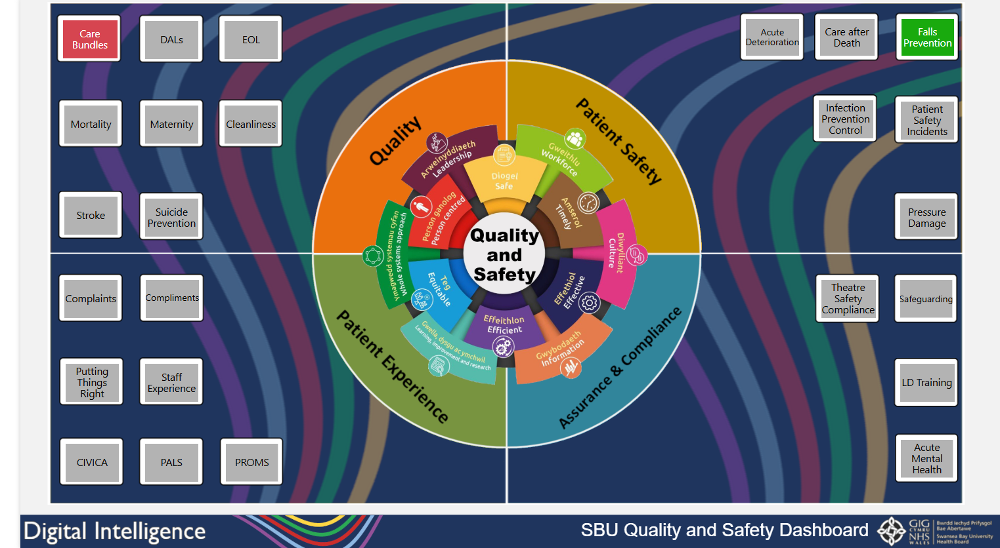 Care
Bundles
DALs
EOL
Acute
Deterioration
Care after
Death
Falls
Prevention
Mortality
Maternity
Cleanliness
Infection
Prevention
Control
Patient
Safety
Incidents
Stroke
Suicide
Prevention
Pressure
Damage
Quality
Patient Safety
Arweinyddiaeth
Leadership
Diogel
Safe
Gweithlu
Workforce
Person ganolog
Person centred
Amserol
Timely
Ymagwedd systemau cyfan
Whole systems approach
Quality
and
Safety
Diwylliant
Culture
Teg
Equitable
Effeithlon
Efficient
Effethiol
Effective
Gwella, dysgu ac ymchwil
Learning, improvement and research
Gwybodaeth
Information
Patient Experience
Assurance & Compliance
Complaints
Compliments
Theatre
Safety
Compliance
Safeguarding
Putting
Things
Right
Staff
Experience
LD Training
CIVICA
PALS
PROMS
Acute
Mental
Health
Digital Intelligence
SBU Quality and Safety Dashboard
GIG
CYMRU
NHS
WALES
Bwrdd Iechyd Prifysgol
Bae Abertawe
Swansea Bay University
Health Board